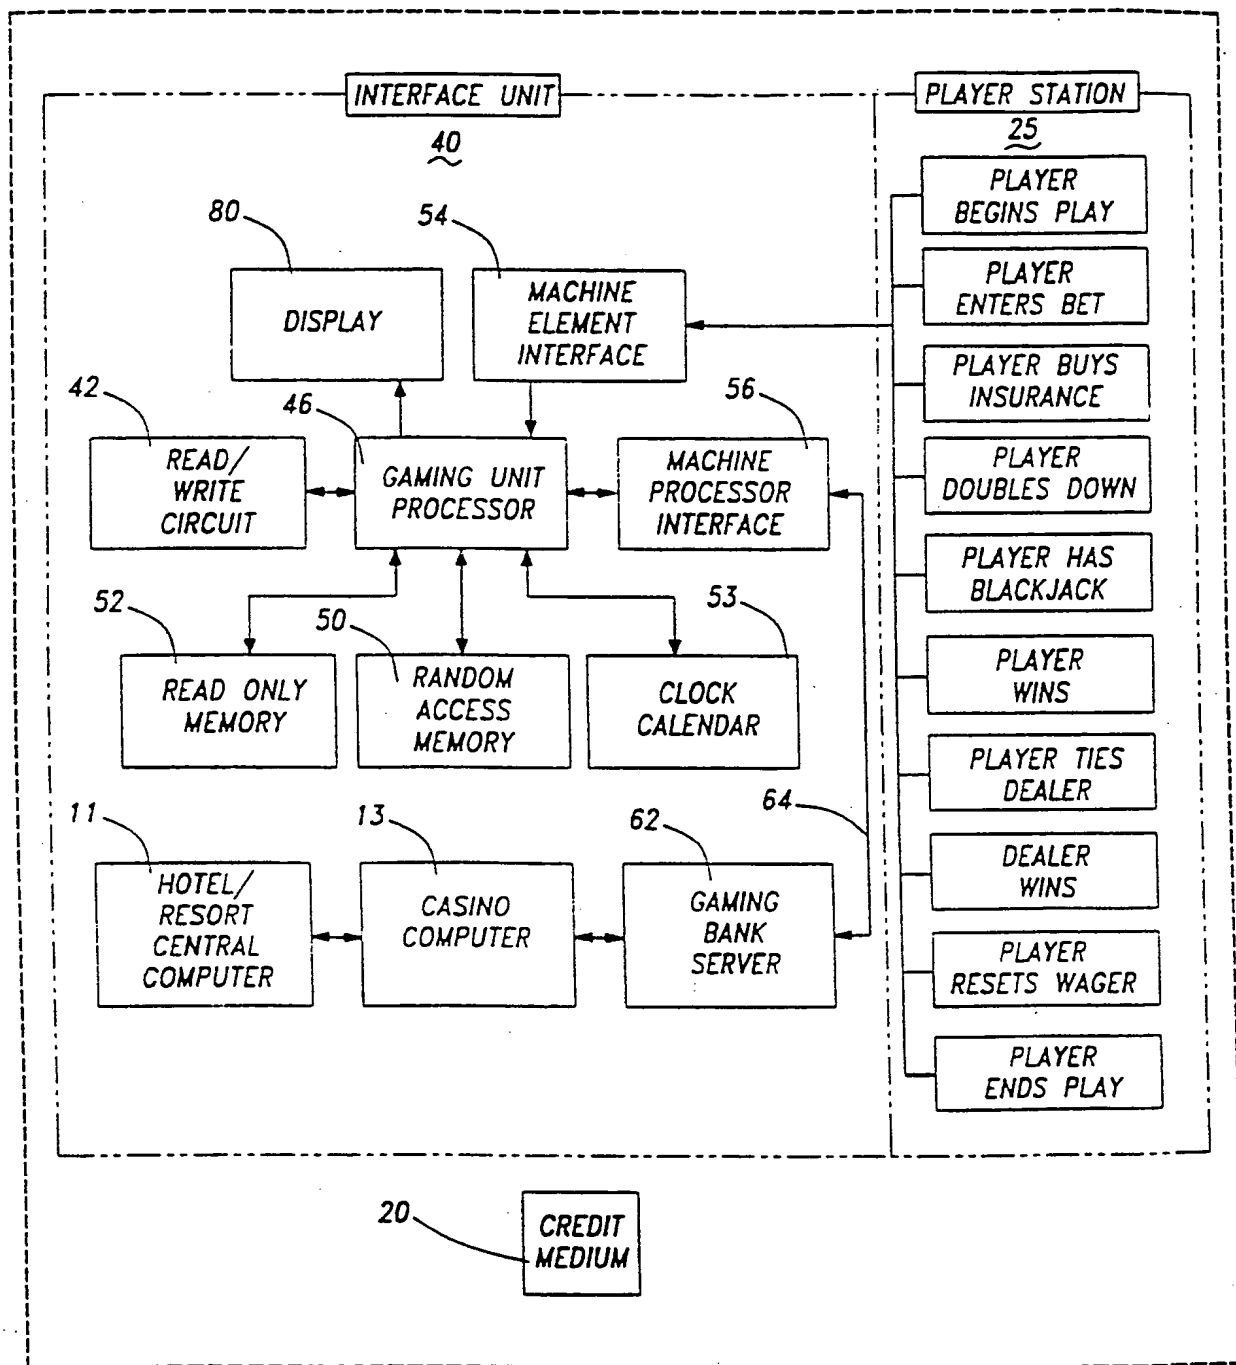 INTERFACE UNIT
40
PLAYER STATION
25
80
54
DISPLAY
MACHINE
ELEMENT
INTERFACE
42
46
56
READ/
WRITE
CIRCUIT
GAMING UNIT
PROCESSOR
MACHINE
PROCESSOR
INTERFACE
52
50
53
READ ONLY
MEMORY
RANDOM
ACCESS
MEMORY
CLOCK
CALENDAR
64
11
13
62
HOTEL/
RESORT
CENTRAL
COMPUTER
CASINO
COMPUTER
GAMING
BANK
SERVER
PLAYER
BEGINS PLAY
PLAYER
ENTERS BET
PLAYER BUYS
INSURANCE
PLAYER
DOUBLES DOWN
PLAYER HAS
BLACKJACK
PLAYER
WINS
PLAYER TIES
DEALER
DEALER
WINS
PLAYER
RESETS WAGER
PLAYER
ENDS PLAY
20
CREDIT
MEDIUM